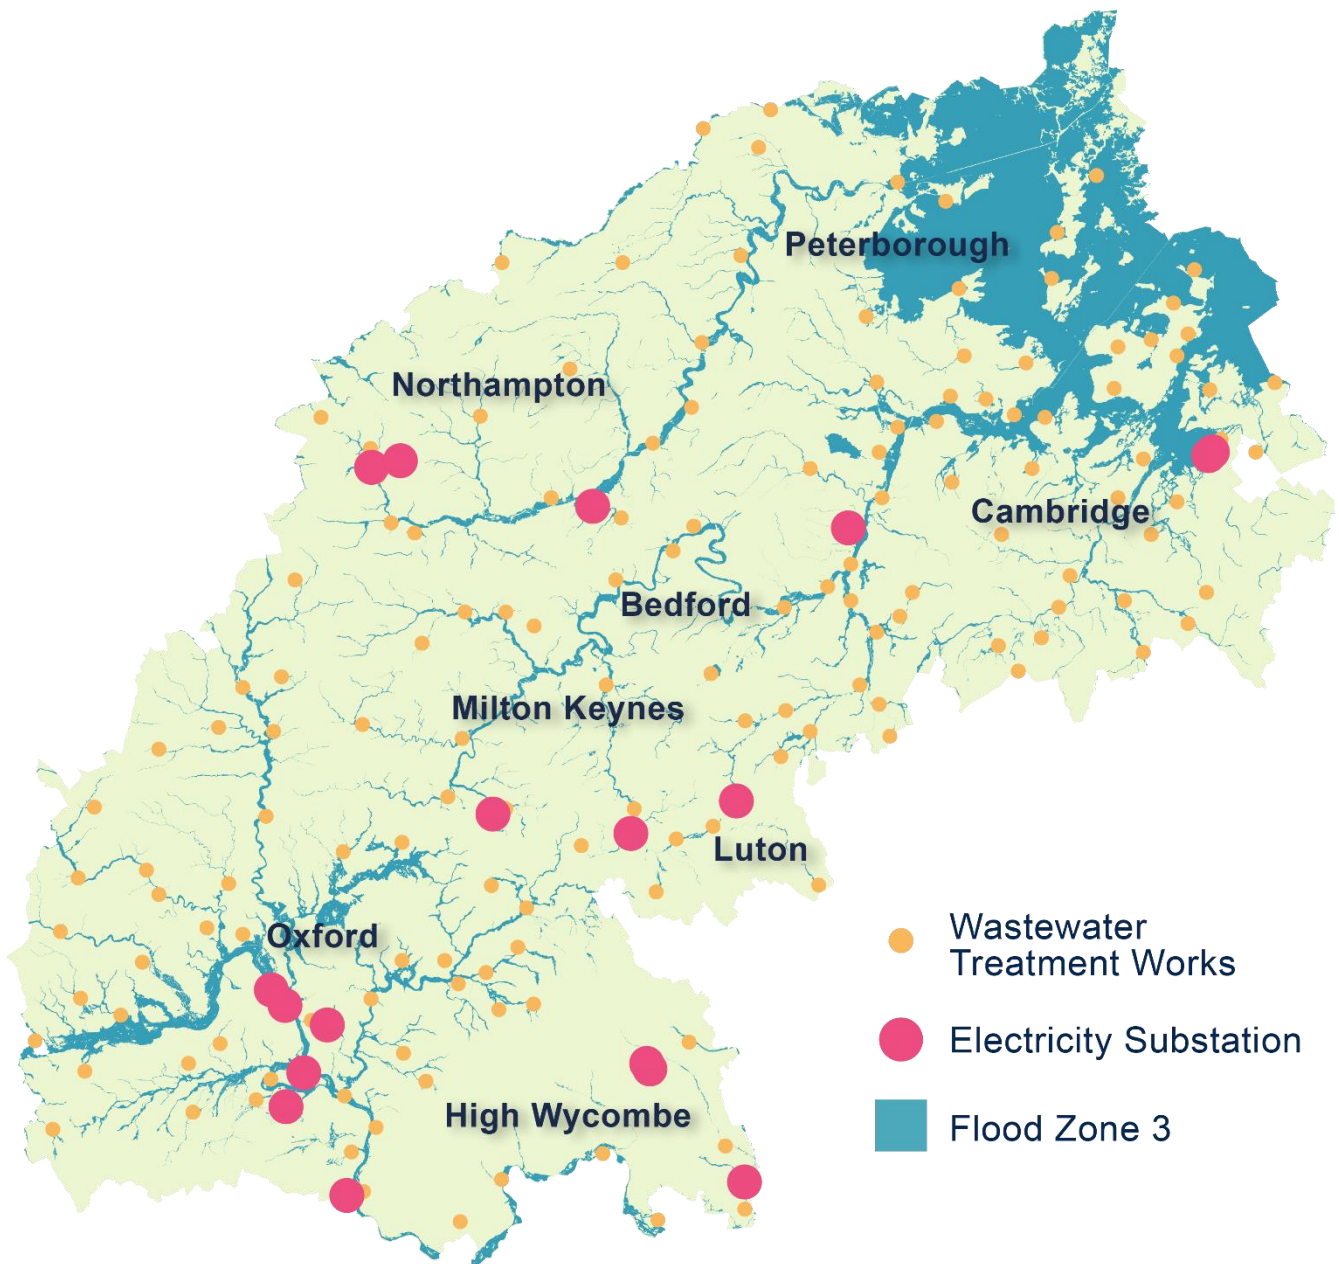 Peterborough
Northampton
Cambridge
Bedford
Milton Keynes
Luton
Oxford
High Wycombe
Wastewater
Treatment Works
Electricity Substation
Flood Zone 3